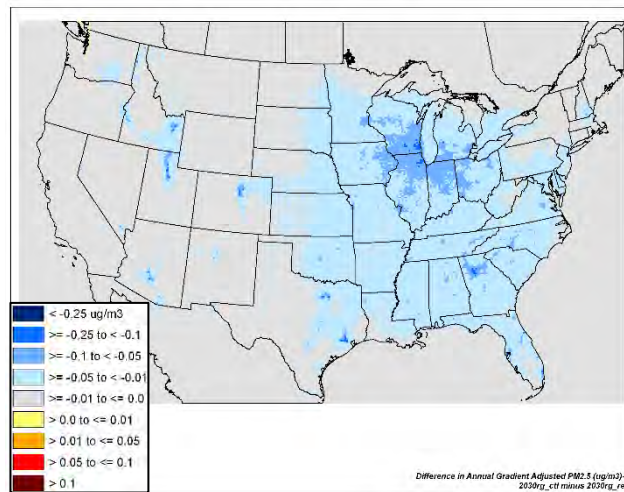 < -0.25 ug/m3
>= -0.25 to < -0.1
>= -0.1 to < -0.05
>= -0.05 to < -0.01
>= -0.01 to <= 0.0
> 0.0 to <= 0.01
> 0.01 to <= 0.05
> 0.05 to <= 0.1
> 0.1
Difference in Annual Gradient Adjusted PM2.5 (ug/m3)-
2030rg_ctl minus 2030rg_re